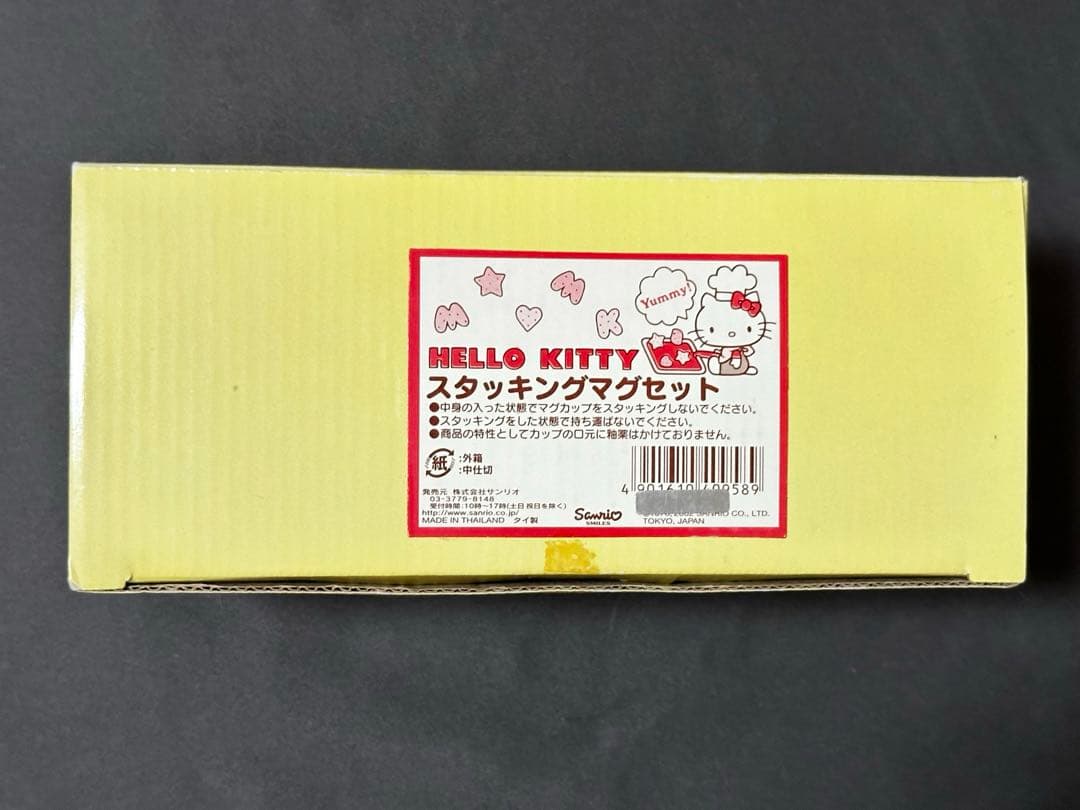 Yummy!
M
M
K
HELLO KITTY
スタッキングマグセット
●中身の入った状態でマグカップをスタッキングしないでください。
●スタッキングをした状態で持ち運ばないでください。
●商品の特性としてカップの口元に釉薬はかけておりません。
紙 :外箱
:中仕切
4 901610 409589
発売元 株式会社サンリオ
03-3779-8148
受付時間:10時~17時(土日祝日を除く)
http://www.sanrio.co.jp/
MADE IN THAILAND タイ製
Sanrio
SMILES
SANRIO CO., LTD.
TOKYO, JAPAN